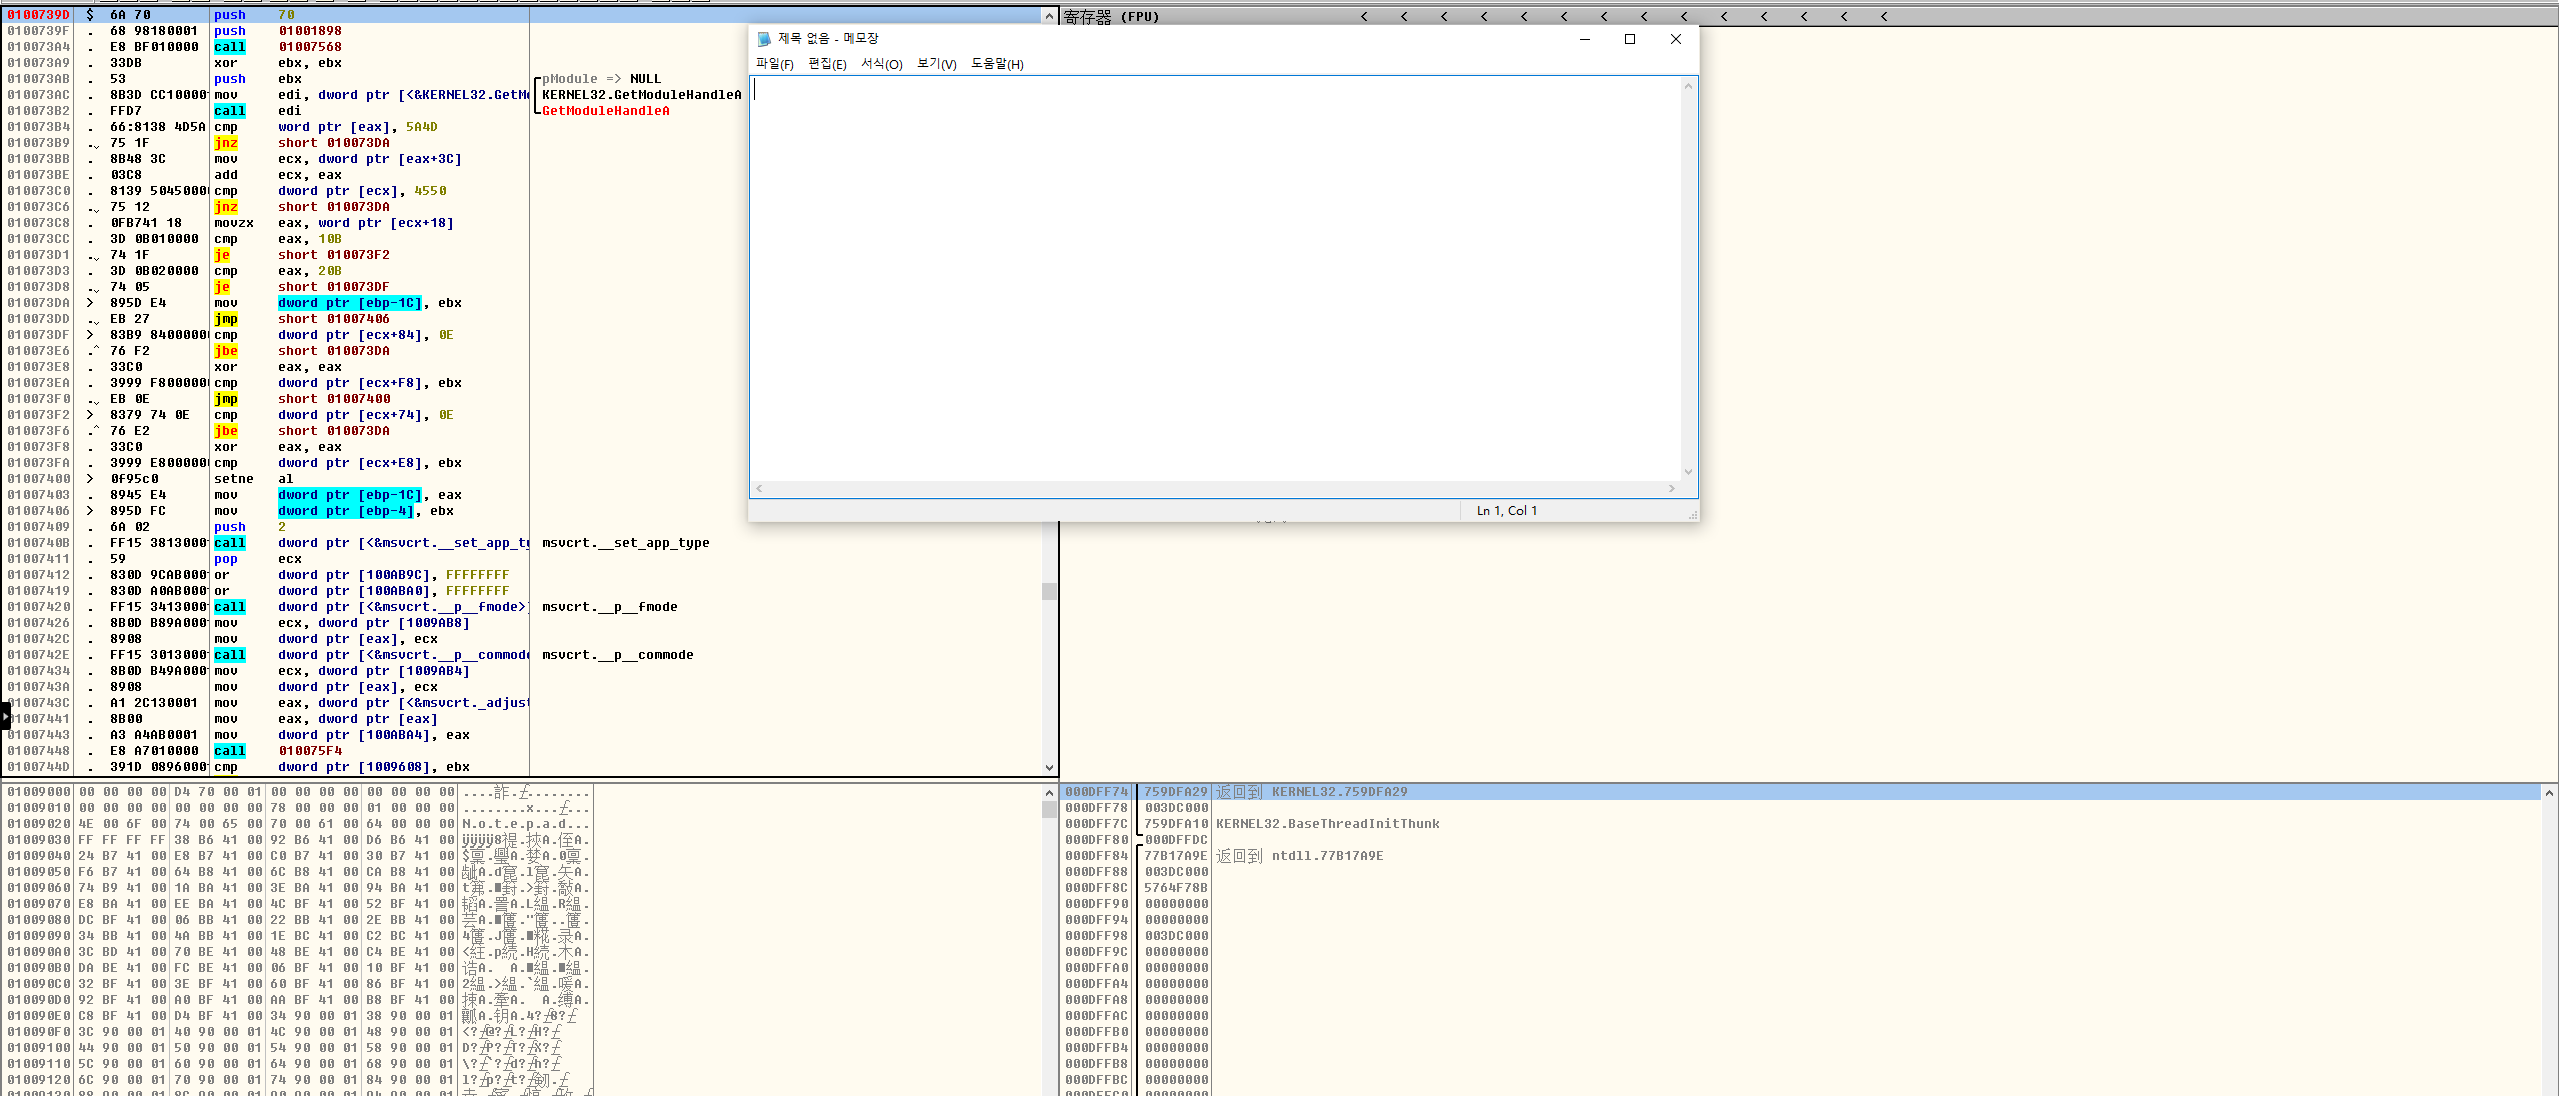 0100739D $ 6A 70 push 70
0100739F . 68 98180001 push 01001898
010073A4 . E8 BF010000 call 01007568
010073A9 . 33DB xor ebx, ebx
010073AB . 53 push ebx pModule => NULL
010073AC . 8B3D CC10000 mov edi, dword ptr [<&KERNEL32.GetM KERNEL32.GetModuleHandleA
010073B2 . FFD7 call edi GetModuleHandleA
010073B4 . 66:8138 4D5A cmp word ptr [eax], 5A4D
010073B9 . 75 1F jnz short 010073DA
010073BB . 8B48 3C mov ecx, dword ptr [eax+3C]
010073BE . 03C8 add ecx, eax
010073C0 . 8139 50450000 cmp dword ptr [ecx], 4550
010073C6 . 75 12 jnz short 010073DA
010073C8 . 0FB741 18 movzx eax, word ptr [ecx+18]
010073CC . 3D 0B010000 cmp eax, 10B
010073D1 . 74 1F je short 010073F2
010073D3 . 3D 0B020000 cmp eax, 20B
010073D8 . 74 05 je short 010073DF
010073DA > 895D E4 mov dword ptr [ebp-1C], ebx
010073DD . EB 27 jmp short 01007406
010073DF > 83B9 84000000 cmp dword ptr [ecx+84], 0E
010073E6 .^ 76 F2 jbe short 010073DA
010073E8 . 33C0 xor eax, eax
010073EA . 3999 F8000000 cmp dword ptr [ecx+F8], ebx
010073F0 . EB 0E jmp short 01007400
010073F2 > 8379 74 0E cmp dword ptr [ecx+74], 0E
010073F6 .^ 76 E2 jbe short 010073DA
010073F8 . 33C0 xor eax, eax
010073FA . 3999 E8000000 cmp dword ptr [ecx+E8], ebx
01007400 > 0f95c0 setne al
01007403 . 8945 E4 mov dword ptr [ebp-1C], eax
01007406 > 895D FC mov dword ptr [ebp-4], ebx
01007409 . 6A 02 push 2
0100740B . FF15 3813000 call dword ptr [<&msvcrt.__set_app_ty msvcrt.__set_app_type
01007411 . 59 pop ecx
01007412 . 830D 9CAB000 or dword ptr [100AB9C], FFFFFFFF
01007419 . 830D A0AB000 or dword ptr [100ABA0], FFFFFFFF
01007420 . FF15 3413000 call dword ptr [<&msvcrt.__p__fmode>] msvcrt.__p__fmode
01007426 . 8B0D B89A000 mov ecx, dword ptr [1009AB8]
0100742C . 8908 mov dword ptr [eax], ecx
0100742E . FF15 3013000 call dword ptr [<&msvcrt.__p__commode msvcrt.__p__commode
01007434 . 8B0D B49A000 mov ecx, dword ptr [1009AB4]
0100743A . 8908 mov dword ptr [eax], ecx
0100743C . A1 2C130001 mov eax, dword ptr [<&msvcrt._adjust
01007441 . 8B00 mov eax, dword ptr [eax]
01007443 . A3 A4AB0001 mov dword ptr [100ABA4], eax
01007448 . E8 A7010000 call 010075F4
0100744D . 391D 0896000 cmp dword ptr [1009608], ebx
寄存器 (FPU) < < < < < < < < < < < < < <
제목 없음 - 메모장
파일(F) 편집(E) 서식(O) 보기(V) 도움말(H)
Ln 1, Col 1
01009000 00 00 00 00 D4 70 00 01 00 00 00 00 00 00 00 00
01009010 00 00 00 00 00 00 00 00 78 00 00 00 01 00 00 00
01009020 4E 00 6F 00 74 00 65 00 70 00 61 00 64 00 00 00 N.o.t.e.p.a.d...
01009030 FF FF FF FF 38 B6 41 00 92 B6 41 00 D6 B6 41 00
01009040 24 B7 41 00 E8 B7 41 00 C0 B7 41 00 30 B7 41 00
01009050 F6 B7 41 00 64 B8 41 00 6C B8 41 00 CA B8 41 00
01009060 74 B9 41 00 1A BA 41 00 3E BA 41 00 94 BA 41 00
01009070 E8 BA 41 00 EE BA 41 00 4C BF 41 00 52 BF 41 00
01009080 DC BF 41 00 06 BB 41 00 22 BB 41 00 2E BB 41 00
01009090 34 BB 41 00 4A BB 41 00 1E BC 41 00 C2 BC 41 00
010090A0 3C BD 41 00 70 BE 41 00 48 BE 41 00 C4 BE 41 00
010090B0 DA BE 41 00 FC BE 41 00 06 BF 41 00 10 BF 41 00
010090C0 32 BF 41 00 3E BF 41 00 60 BF 41 00 86 BF 41 00
010090D0 92 BF 41 00 A0 BF 41 00 AA BF 41 00 B8 BF 41 00
010090E0 C8 BF 41 00 D4 BF 41 00 34 90 00 01 38 90 00 01
010090F0 3C 90 00 01 40 90 00 01 4C 90 00 01 48 90 00 01
01009100 44 90 00 01 50 90 00 01 54 90 00 01 58 90 00 01
01009110 5C 90 00 01 60 90 00 01 64 90 00 01 68 90 00 01
01009120 6C 90 00 01 70 90 00 01 74 90 00 01 84 90 00 01
000DFF74 759DFA29 返回到 KERNEL32.759DFA29
000DFF78 003DC000
000DFF7C 759DFA10 KERNEL32.BaseThreadInitThunk
000DFF80 000DFFDC
000DFF84 77B17A9E 返回到 ntdll.77B17A9E
000DFF88 003DC000
000DFF8C 5764F78B
000DFF90 00000000
000DFF94 00000000
000DFF98 003DC000
000DFF9C 00000000
000DFFA0 00000000
000DFFA4 00000000
000DFFA8 00000000
000DFFAC 00000000
000DFFB0 00000000
000DFFB4 00000000
000DFFB8 00000000
000DFFBC 00000000